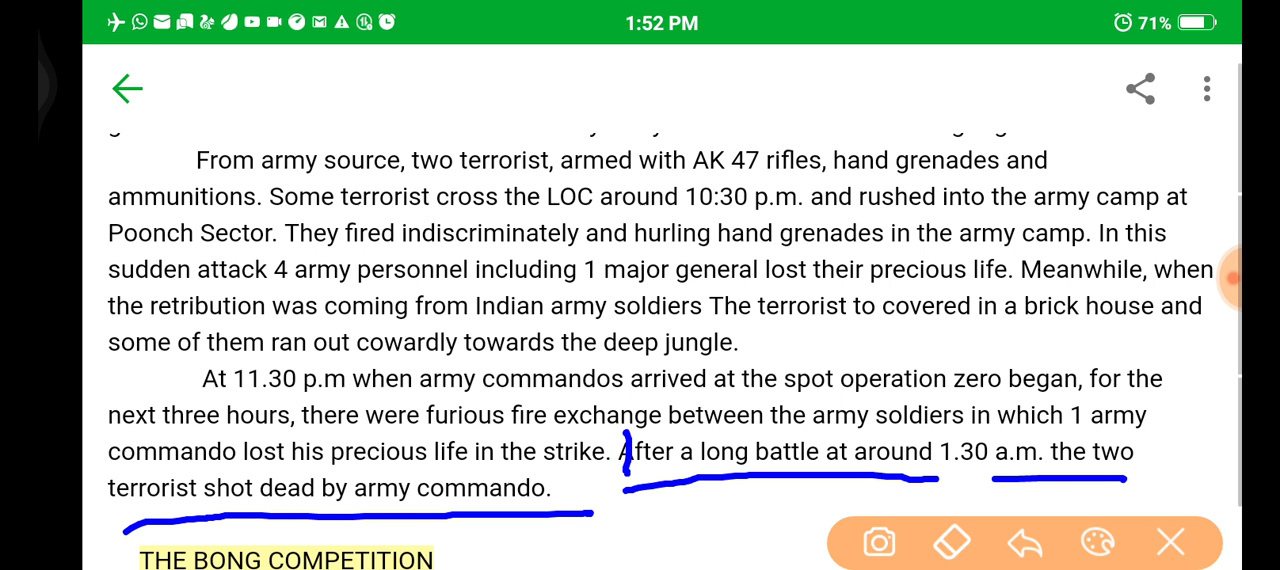 1:52 PM
71%
From army source, two terrorist, armed with AK 47 rifles, hand grenades and
ammunitions. Some terrorist cross the LOC around 10:30 p.m. and rushed into the army camp at
Poonch Sector. They fired indiscriminately and hurling hand grenades in the army camp. In this
sudden attack 4 army personnel including 1 major general lost their precious life. Meanwhile, when
the retribution was coming from Indian army soldiers The terrorist to covered in a brick house and
some of them ran out cowardly towards the deep jungle.
At 11.30 p.m when army commandos arrived at the spot operation zero began, for the
next three hours, there were furious fire exchange between the army soldiers in which 1 army
commando lost his precious life in the strike. After a long battle at around 1.30 a.m. the two
terrorist shot dead by army commando.
THE BONG COMPETITION